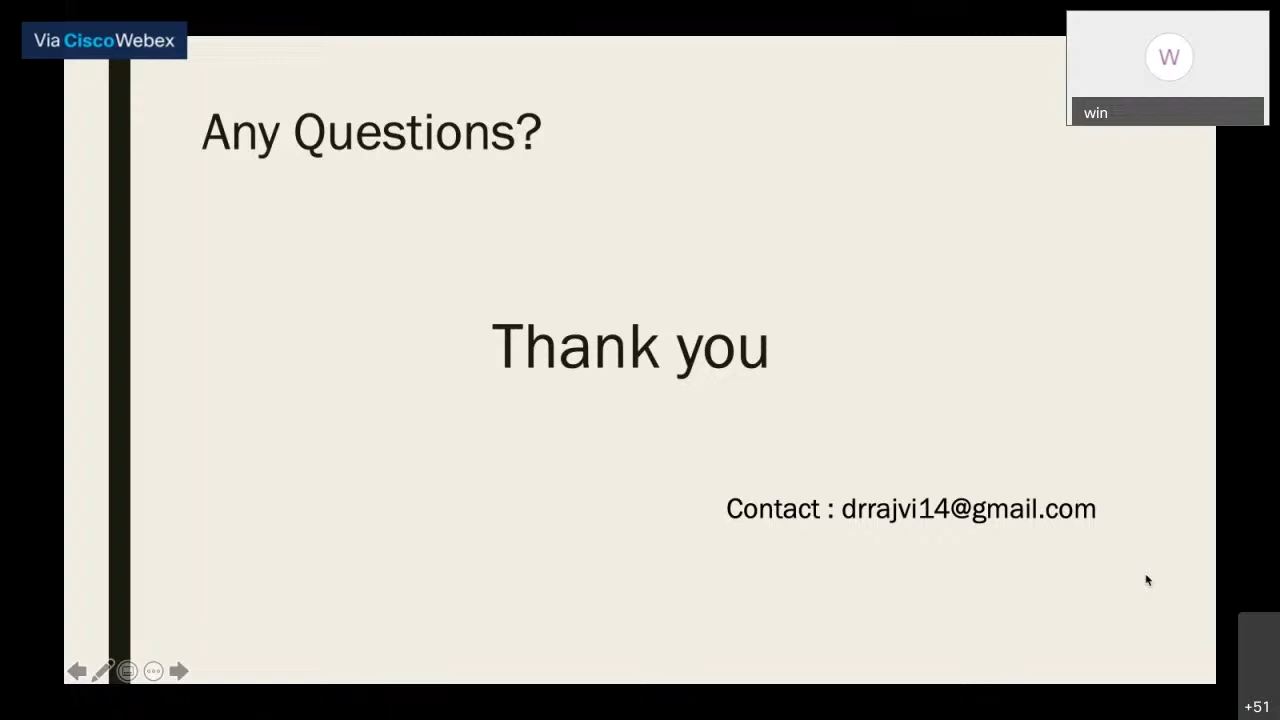 Via CiscoWebex
W
win
Any Questions?
Thank you
Contact : drrajvi14@gmail.com
+51